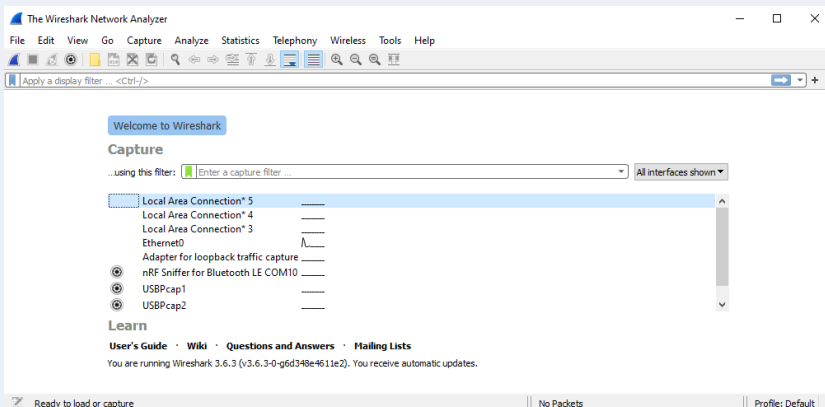 The Wireshark Network Analyzer
File Edit View Go Capture Analyze Statistics Telephony Wireless Tools Help
Apply a display filter ... <Ctrl-/>
+
Welcome to Wireshark
Capture
...using this filter: Enter a capture filter ... All interfaces shown
Local Area Connection* 5
Local Area Connection* 4
Local Area Connection* 3
Ethernet0
Adapter for loopback traffic capture
nRF Sniffer for Bluetooth LE COM10
USBPcap1
USBPcap2
Learn
User's Guide · Wiki · Questions and Answers · Mailing Lists
You are running Wireshark 3.6.3 (v3.6.3-0-g6d348e4611e2). You receive automatic updates.
Ready to load or capture No Packets Profile: Default